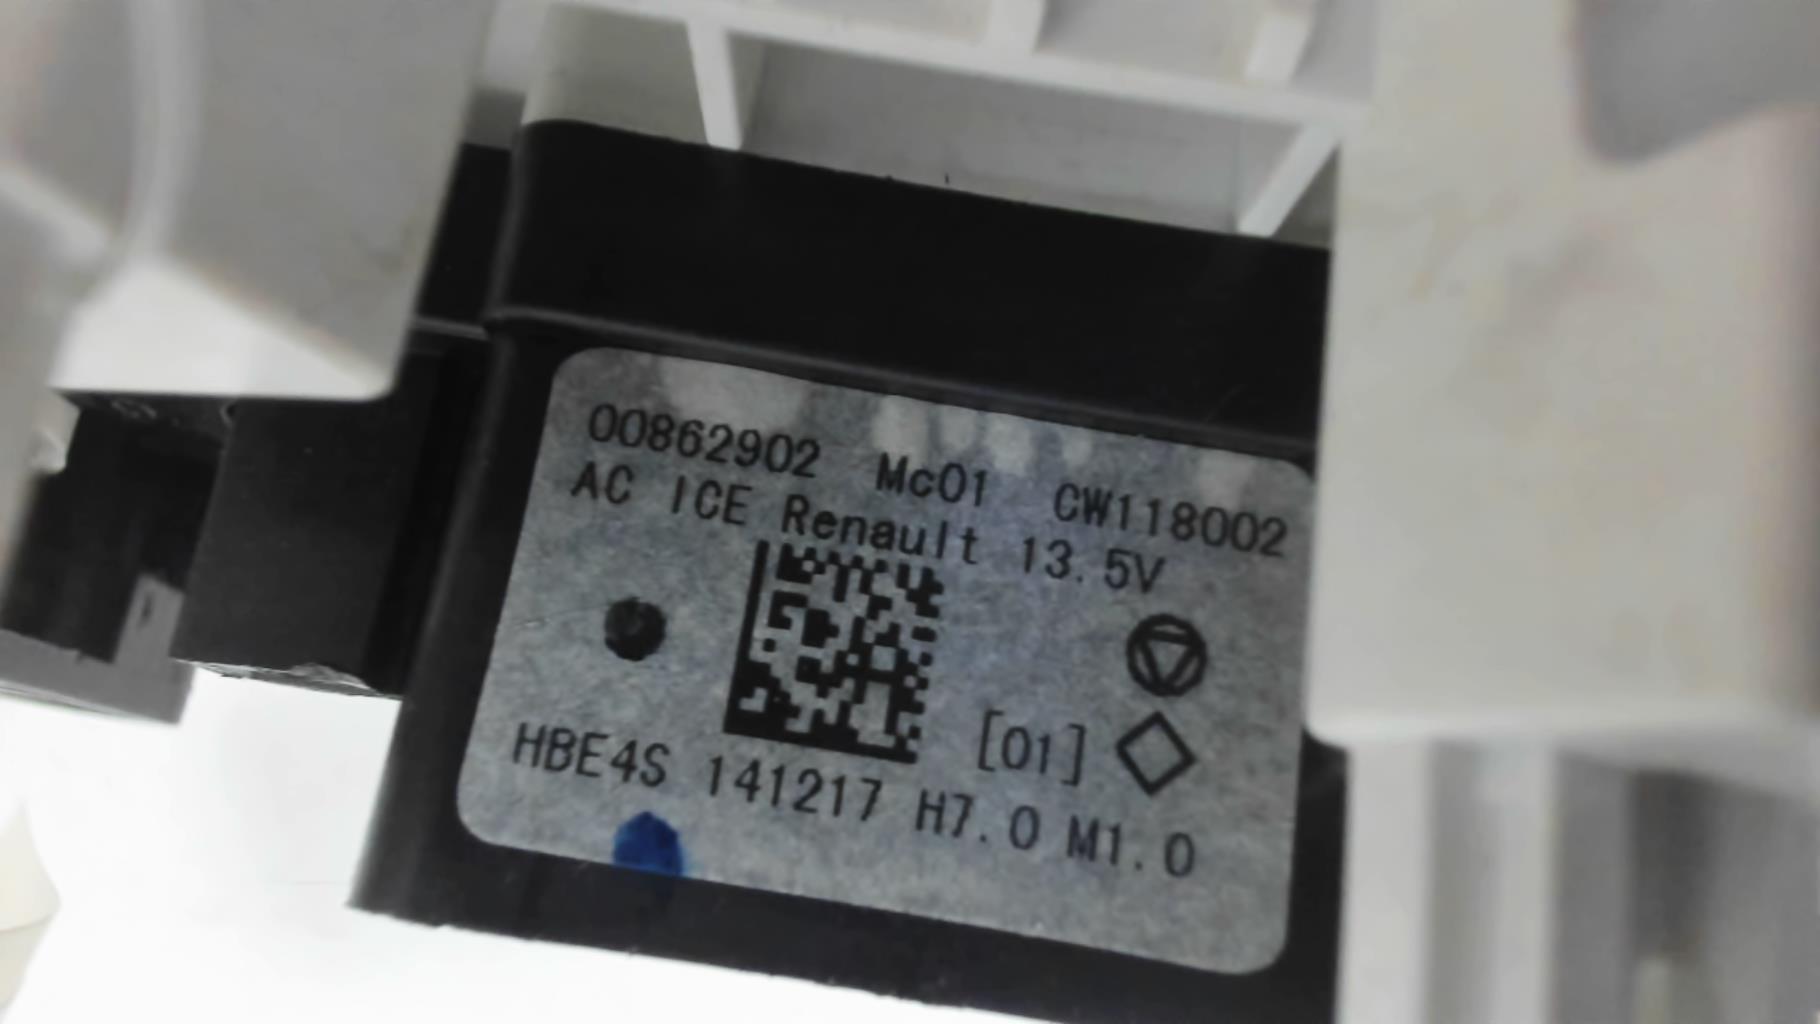 00862902 Mc01 CW118002
AC ICE Renault 13.5V
[01]
HBE4S 141217 H7.0 M1.0